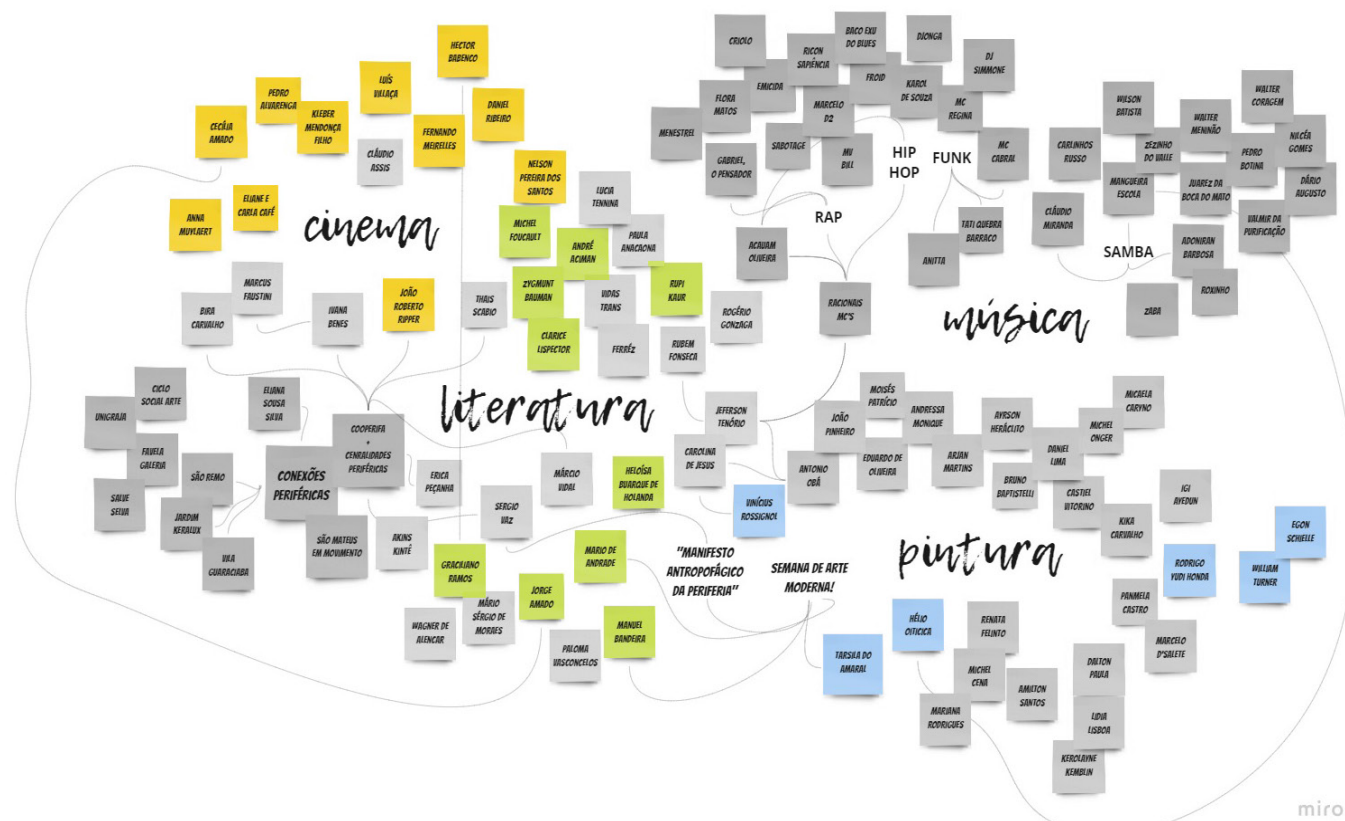 HECTOR
BABENCO
LUÍS
VILLAÇA
PEDRO
ALVARENGA
KLEBER
MENDONÇA
FILHO
CECÍLIA
AMADO
FERNANDO
MEIRELLES
DANIEL
RIBEIRO
CLÁUDIO
ASSIS
NELSON
PEREIRA DOS
SANTOS
ANNA
MUYLAERT
ELIANE E
CARLA CAFÉ
cinema
MARCUS
FAUSTINI
BIRA
CARVALHO
IVANA
BENES
JOÃO
ROBERTO
RIPPER
THAIS
SCABIO
LUCIA
TENNINA
MICHEL
FOUCAULT
ANDRÉ
ACIMAN
PAULA
ANACAONA
ZYGMUNT
BAUMAN
VIDAS
TRANS
RUPI
KAUR
ROGÉRIO
GONZAGA
CLARICE
LISPECTOR
FERRÉZ
RUBEM
FONSECA
literatura
CRIOLO
RICON
SAPIÊNCIA
BACO EXU
DO BLUES
DJONGA
DJ
SIMMONE
EMICIDA
FROID
KAROL
DE SOUZA
FLORA
MATOS
MARCELO
D2
MC
REGINA
MENESTREL
SABOTAGE
MV
BILL
GABRIEL,
O PENSADOR
HIP
HOP
FUNK
MC
CABRAL
RAP
ACAUAM
OLIVEIRA
RACIONAIS
MC'S
ANITTA
TATI QUEBRA
BARRACO
música
WILSON
BATISTA
WALTER
CORAGEM
WALTER
MENINÃO
NILCÉA
GOMES
CARLINHOS
RUSSO
ZEZINHO
DO VALLE
PEDRO
BOTINA
MANGUEIRA
ESCOLA
JUAREZ DA
BOCA DO MATO
DÁRIO
AUGUSTO
CLÁUDIO
MIRANDA
VALMIR DA
PURIFICAÇÃO
SAMBA
ADONIRAN
BARBOSA
ROXINHO
ZABA
CICLO
SOCIAL ARTE
UNIGRAJA
ELIANA
SOUSA
SILVA
COOPERIFA
+
CENRALIDADES
PERIFÉRICAS
FAVELA
GALERIA
SÃO REMO
CONEXÕES
PERIFÉRICAS
SALVE
SELVA
JARDIM
KERALUX
VILA
GUARACIABA
SÃO MATEUS
EM MOVIMENTO
ERICA
PEÇANHA
AKINS
KINTÊ
SERGIO
VAZ
MÁRCIO
VIDAL
HELOÍSA
BUARQUE DE
HOLANDA
JEFERSON
TENÓRIO
CAROLINA
DE JESUS
VINÍCIUS
ROSSIGNOL
ANTONIO
OBÁ
GRACILIANO
RAMOS
MARIO DE
ANDRADE
JORGE
AMADO
MÁRIO
SÉRGIO DE
MORAES
WAGNER DE
ALENCAR
PALOMA
VASCONCELOS
MANUEL
BANDEIRA
"MANIFESTO
ANTROPOFÁGICO
DA PERIFERIA"
SEMANA DE ARTE
MODERNA!
TARSILA DO
AMARAL
HÉLIO
OITICICA
JOÃO
PINHEIRO
MOISÉS
PATRÍCIO
ANDRESSA
MONIQUE
EDUARDO DE
OLIVEIRA
ARJAN
MARTINS
AYRSON
HERÁCLITO
MICAELA
CARYNO
MICHEL
ONGER
DANIEL
LIMA
BRUNO
BAPTISTELLI
CASTIEL
VITORINO
KIKA
CARVALHO
IGI
AYEDUN
pintura
EGON
SCHIELLE
RODRIGO
YUDI HONDA
WILLIAM
TURNER
PANMELA
CASTRO
MARCELO
D'SALETE
RENATA
FELINTO
MICHEL
CENA
MARIANA
RODRIGUES
AMILTON
SANTOS
DALTON
PAULA
LIDIA
LISBOA
KEROLAYNE
KEMBLIN
miro